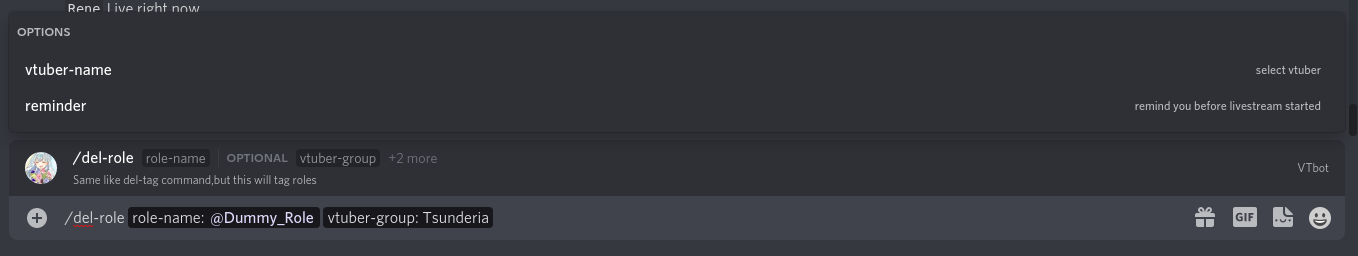 Rene Live right now
OPTIONS
vtuber-name select vtuber
reminder remind you before livestream started
/del-role role-name OPTIONAL vtuber-group +2 more
Same like del-tag command,but this will tag roles
VTbot
/del-role role-name: @Dummy_Role vtuber-group: Tsunderia
GIF